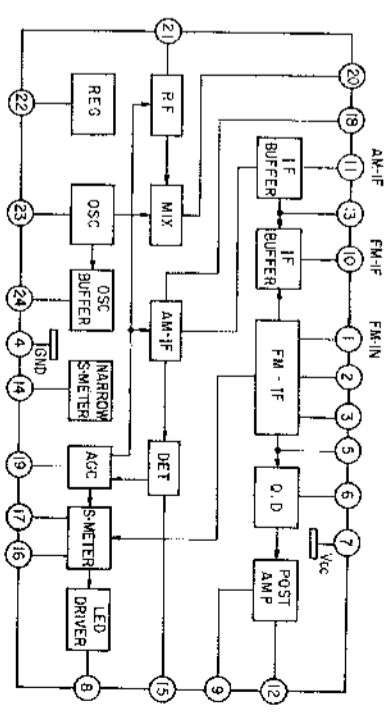 AM-IF FM-IF FM-IN
20 18 11 13 10 1 2 3 5 6 7
Vcc
IF
BUFFER
IF
BUFFER
FM-IF
Q.D
POST
AMP
12
9
21
RF
MIX
AM-IF
DET
15
REG
OSC
OSC
BUFFER
GND
NARROW
S-METER
AGC
S-METER
LED
DRIVER
8
22 23 24 4 14 19 17 16